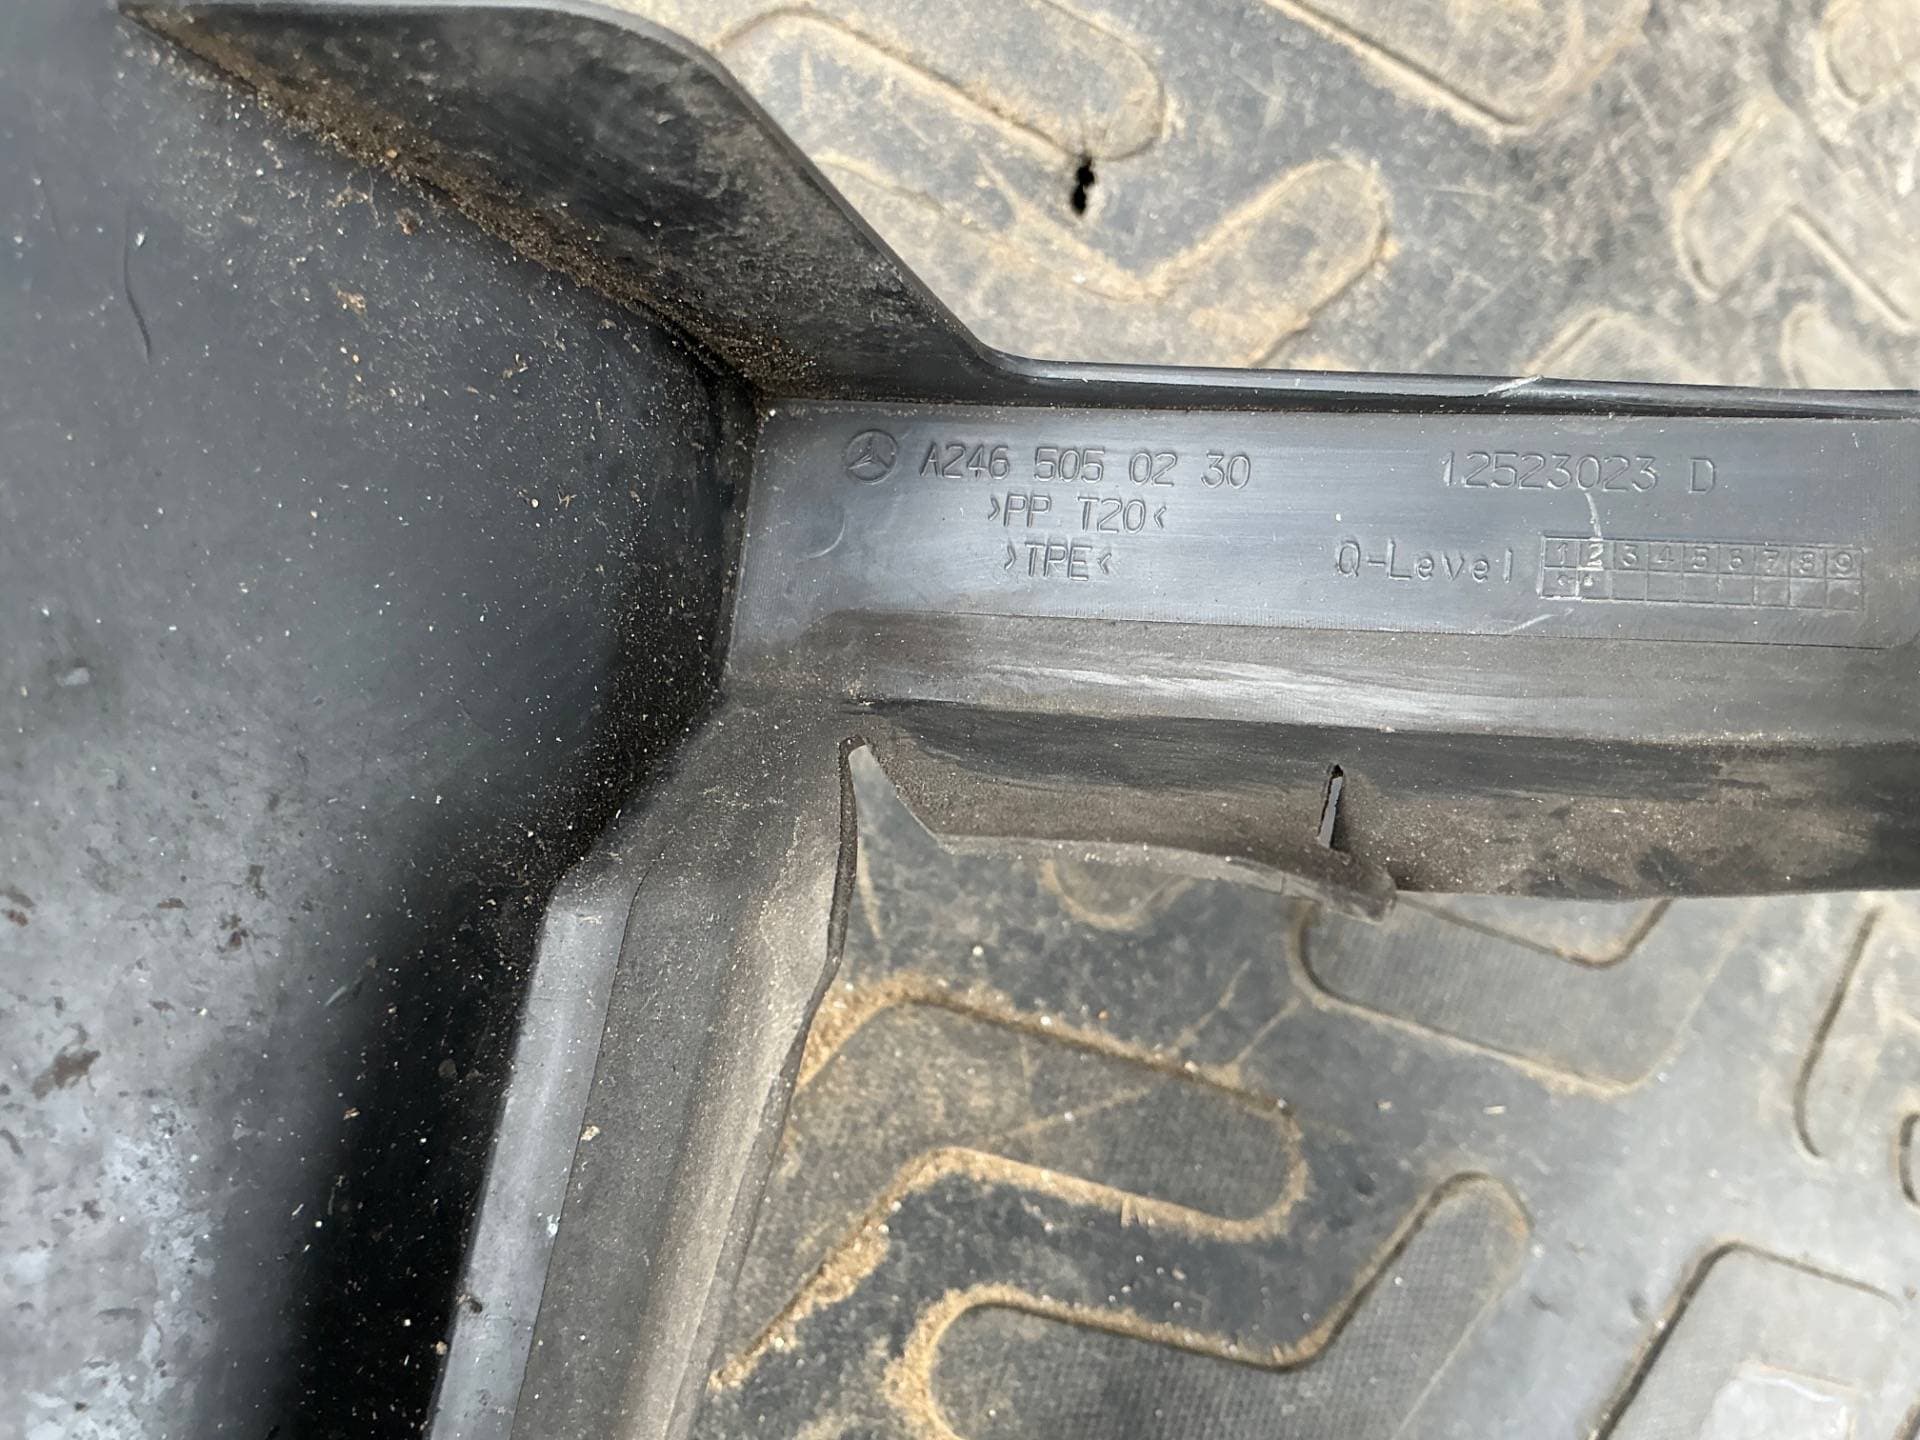 A246 505 02 30
>PP T20<
>TPE<
12523023 D
Q-Level 1 2 3 4 5 6 7 8 9